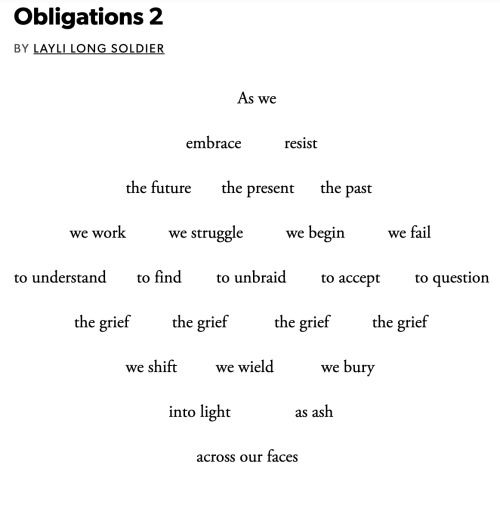 Obligations 2
BY LAYLI LONG SOLDIER
As we
embrace resist
the future the present the past
we work we struggle we begin we fail
to understand to find to unbraid to accept to question
the grief the grief the grief the grief
we shift we wield we bury
into light as ash
across our faces